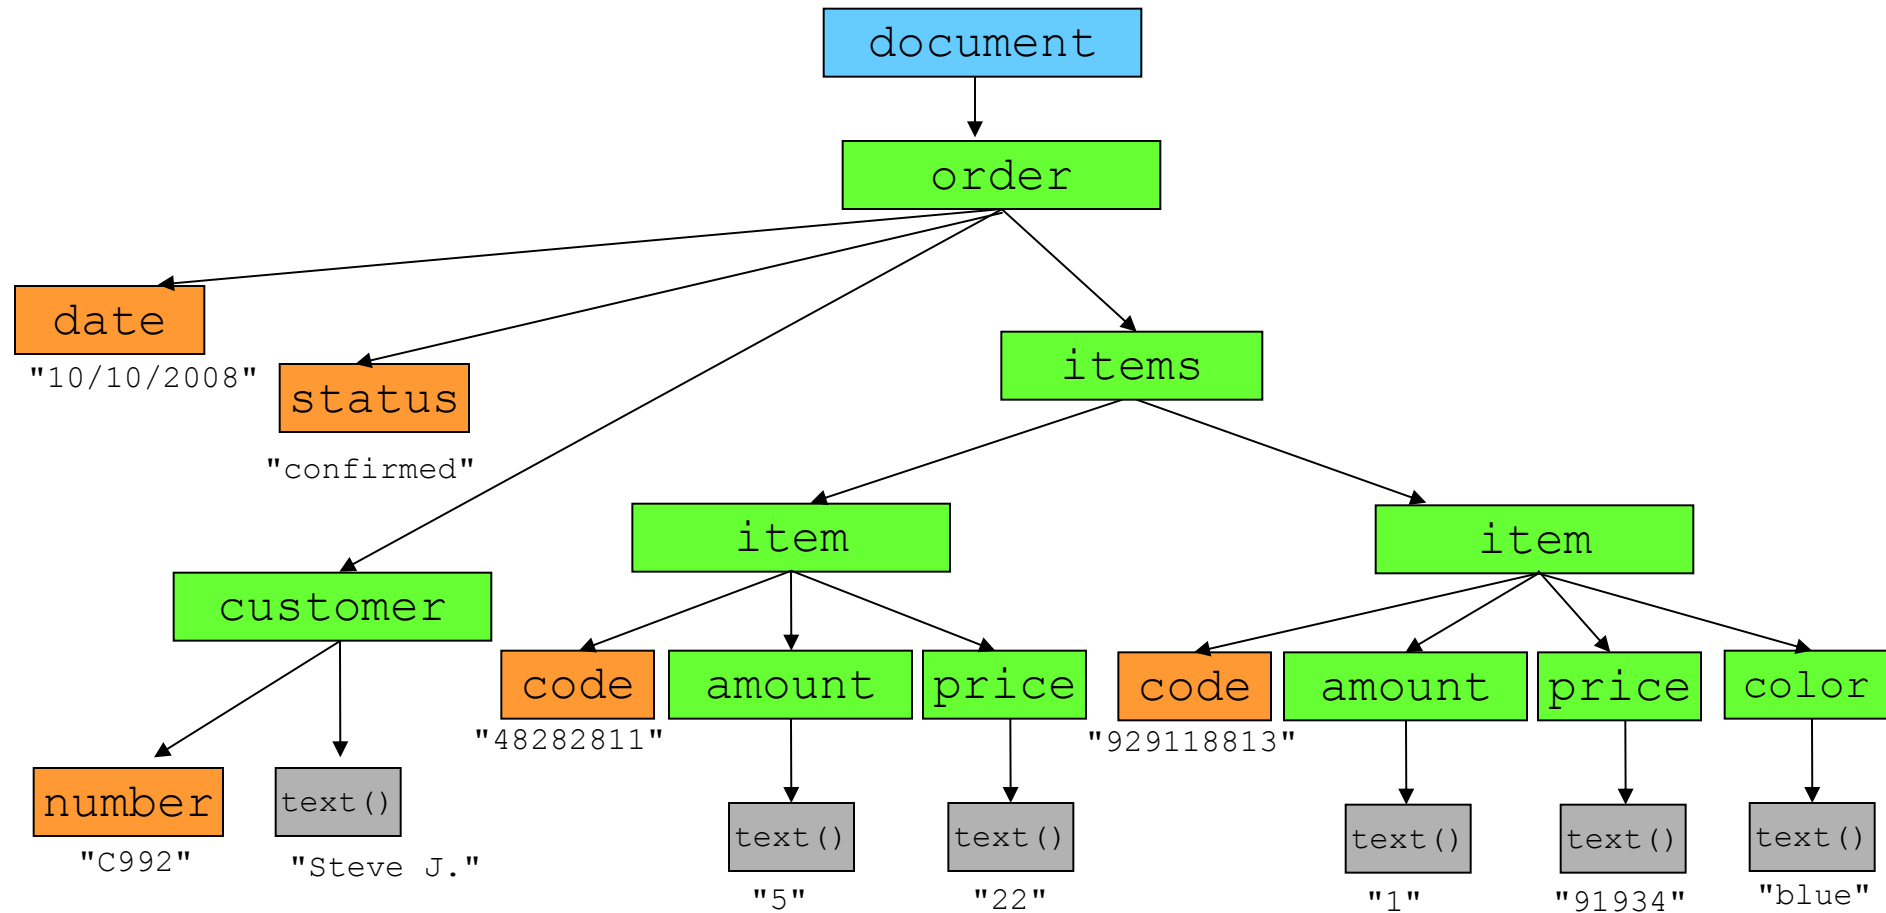 document
order
date
"10/10/2008"
status
"confirmed"
items
item
item
customer
code
"48282811"
amount
price
code
"929118813"
amount
price
color
number
"C992"
text()
"Steve J."
text()
"5"
text()
"22"
text()
"1"
text()
"91934"
text()
"blue"